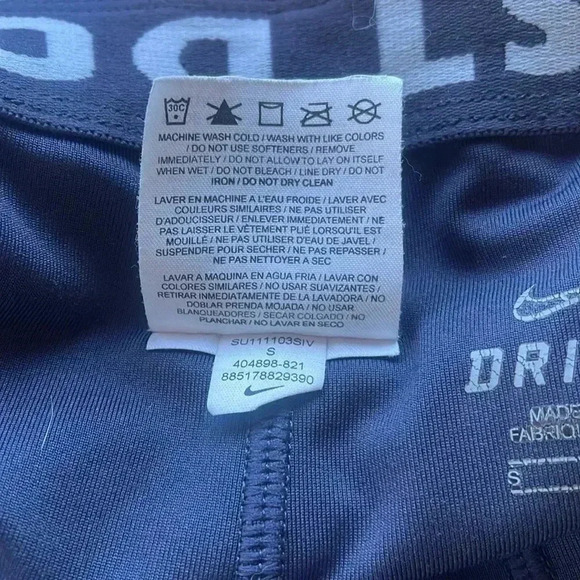 30C
MACHINE WASH COLD / WASH WITH LIKE COLORS
/ DO NOT USE SOFTENERS / REMOVE
IMMEDIATELY / DO NOT ALLOW TO LAY ON ITSELF
WHEN WET / DO NOT BLEACH / LINE DRY / DO NOT
IRON / DO NOT DRY CLEAN
LAVER EN MACHINE A L'EAU FROIDE / LAVER AVEC
COULEURS SIMILAIRES / NE PAS UTILISER
D'ADOUCISSEUR / ENLEVER IMMEDIATEMENT / NE
PAS LAISSER LE VÊTEMENT PLIÉ LORSQU'IL EST
MOUILLÉ / NE PAS UTILISER D'EAU DE JAVEL /
SUSPENDRE POUR SECHER / NE PAS REPASSER /
NE PAS NETTOYER A SEC
LAVAR A MAQUINA EN AGUA FRIA / LAVAR CON
COLORES SIMILARES / NO USAR SUAVIZANTES /
RETIRAR INMEDIATAMENTE DE LA LAVADORA / NO
DOBLAR PRENDA MOJADA / NO USAR
BLANQUEADORES / SECAR COLGADO / NO
PLANCHAR / NO LAVAR EN SECO
SU111103SIV
S
404898-821
885178829390
DRI
MADE
FABRIQU
S